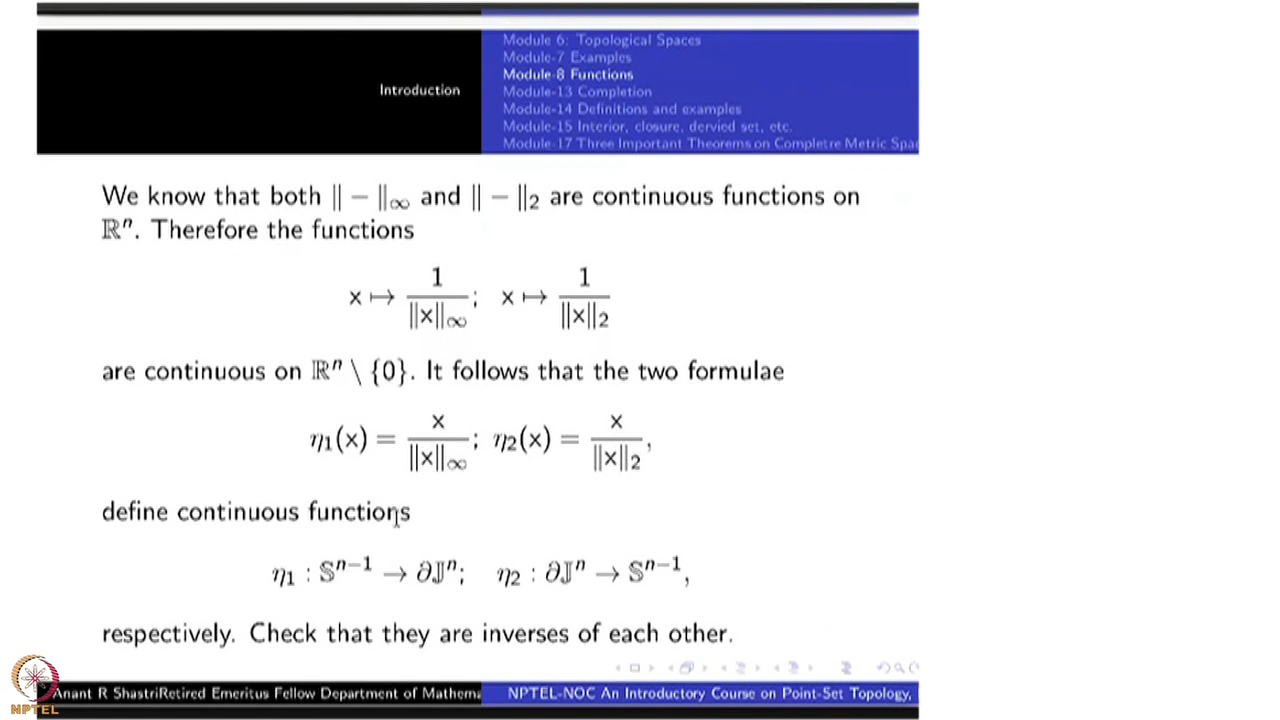 Introduction
Module 6: Topological Spaces
Module-7 Examples
Module-8 Functions
Module-13 Completion
Module-14 Definitions and examples
Module-15 Interior, closure, dervied set, etc.
Module-17 Three Important Theorems on Completre Metric Spa
We know that both ‖ − ‖∞ and ‖ − ‖₂ are continuous functions on
ℝⁿ. Therefore the functions
x ↦ 1/‖x‖∞; x ↦ 1/‖x‖₂
are continuous on ℝⁿ \ {0}. It follows that the two formulae
η₁(x) = x/‖x‖∞; η₂(x) = x/‖x‖₂,
define continuous functions
η₁ : 𝕊ⁿ⁻¹ → ∂𝕁ⁿ; η₂ : ∂𝕁ⁿ → 𝕊ⁿ⁻¹,
respectively. Check that they are inverses of each other.
Anant R ShastriRetired Emeritus Fellow Department of Mathema
NPTEL-NOC An Introductory Course on Point-Set Topology,
NPTEL